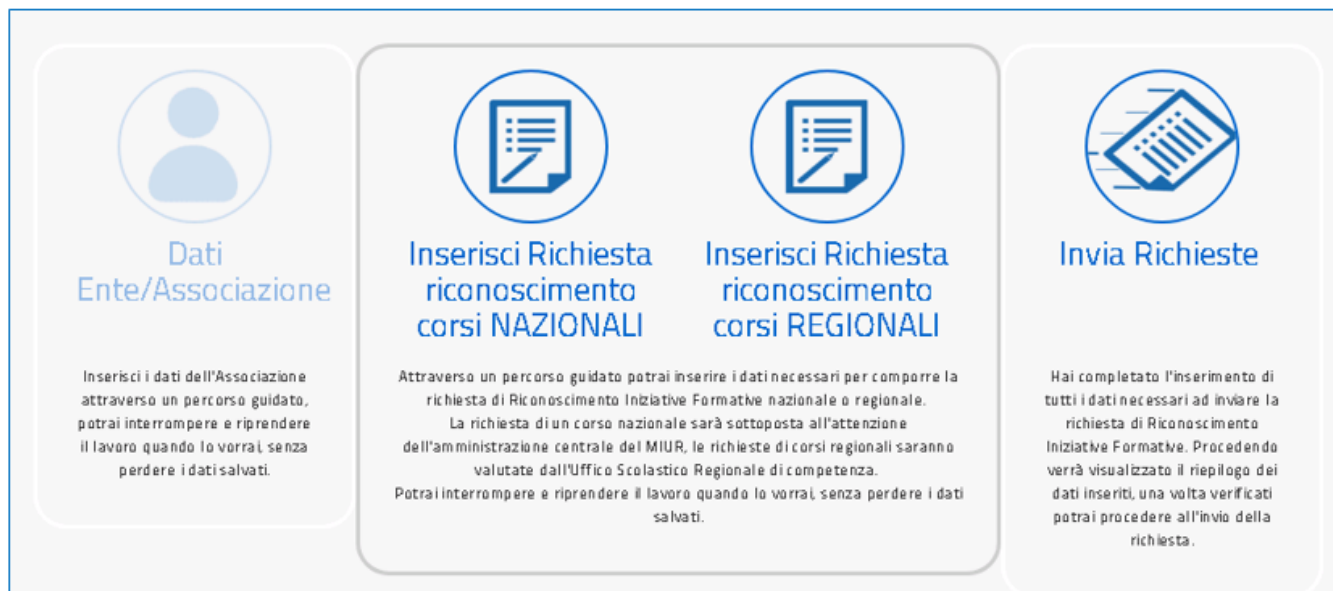 Dati
Ente/Associazione
Inserisci i dati dell'Associazione
attraverso un percorso guidato,
potrai interrompere e riprendere
il lavoro quando lo vorrai, senza
perdere i dati salvati.
Inserisci Richiesta
riconoscimento
corsi NAZIONALI
Inserisci Richiesta
riconoscimento
corsi REGIONALI
Attraverso un percorso guidato potrai inserire i dati necessari per comporre la
richiesta di Riconoscimento Iniziative Formative nazionale o regionale.
La richiesta di un corso nazionale sarà sottoposta all'attenzione
dell'amministrazione centrale del MIUR, le richieste di corsi regionali saranno
valutate dall'Uffico Scolastico Regionale di competenza.
Potrai interrompere e riprendere il lavoro quando lo vorrai, senza perdere i dati
salvati.
Invia Richieste
Hai completato l'inserimento di
tutti i dati necessari ad inviare la
richiesta di Riconoscimento
Iniziative Formative. Procedendo
verrà visualizzato il riepilogo dei
dati inseriti, una volta verificati
potrai procedere all'invio della
richiesta.